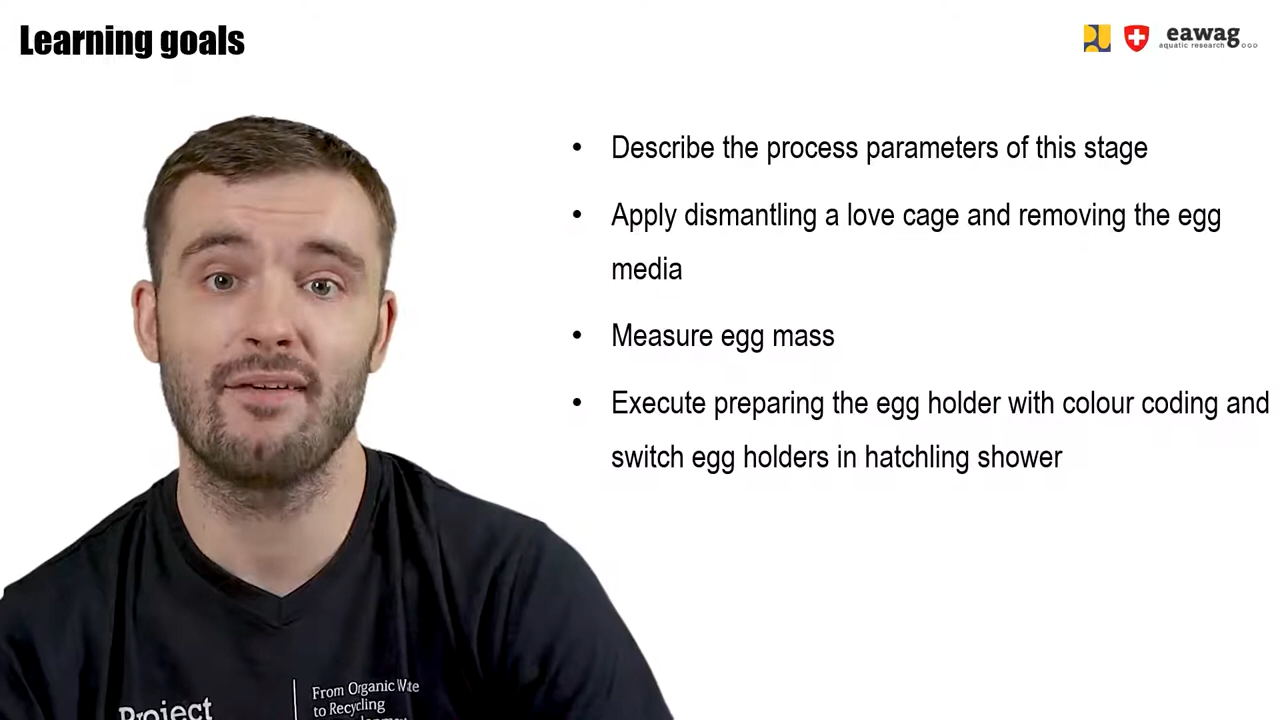 Learning goals
eawag
aquatic research
• Describe the process parameters of this stage
• Apply dismantling a love cage and removing the egg
media
• Measure egg mass
• Execute preparing the egg holder with colour coding and
switch egg holders in hatchling shower
Project
From Organic Waste
to Recycling